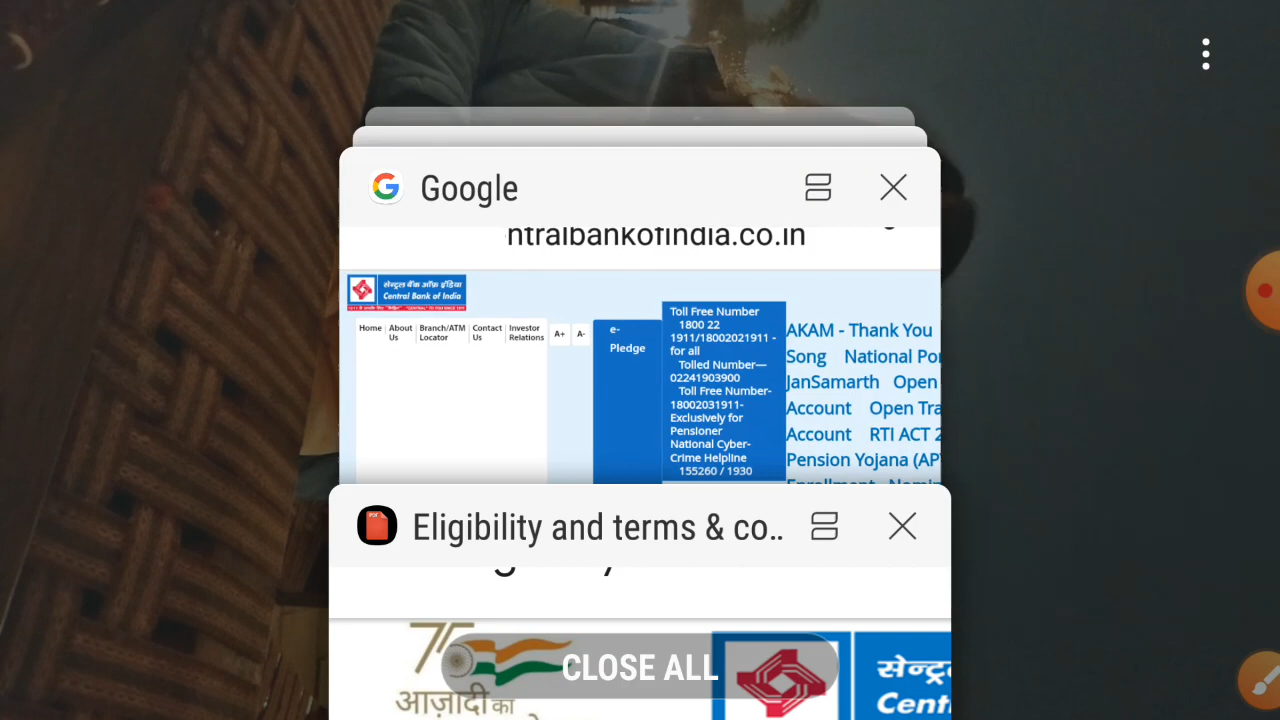 Google
ntralbankofindia.co.in
सेन्ट्रल बैंक ऑफ़ इंडिया
Central Bank of India
Home
About Us
Branch/ATM Locator
Contact Us
Investor Relations
A+
A-
e-
Pledge
Toll Free Number
1800 22
1911/18002021911 -
for all
Tolled Number—
02241903900
Toll Free Number-
18002031911-
Exclusively for
Pensioner
National Cyber-
Crime Helpline
155260 / 1930
AKAM - Thank You
Song National Po
JanSamarth Open
Account Open Tra
Account RTI ACT 2
Pension Yojana (AP
PDF
Eligibility and terms & co..
75
आज़ादी का
CLOSE ALL
सेन्ट्र
Cent